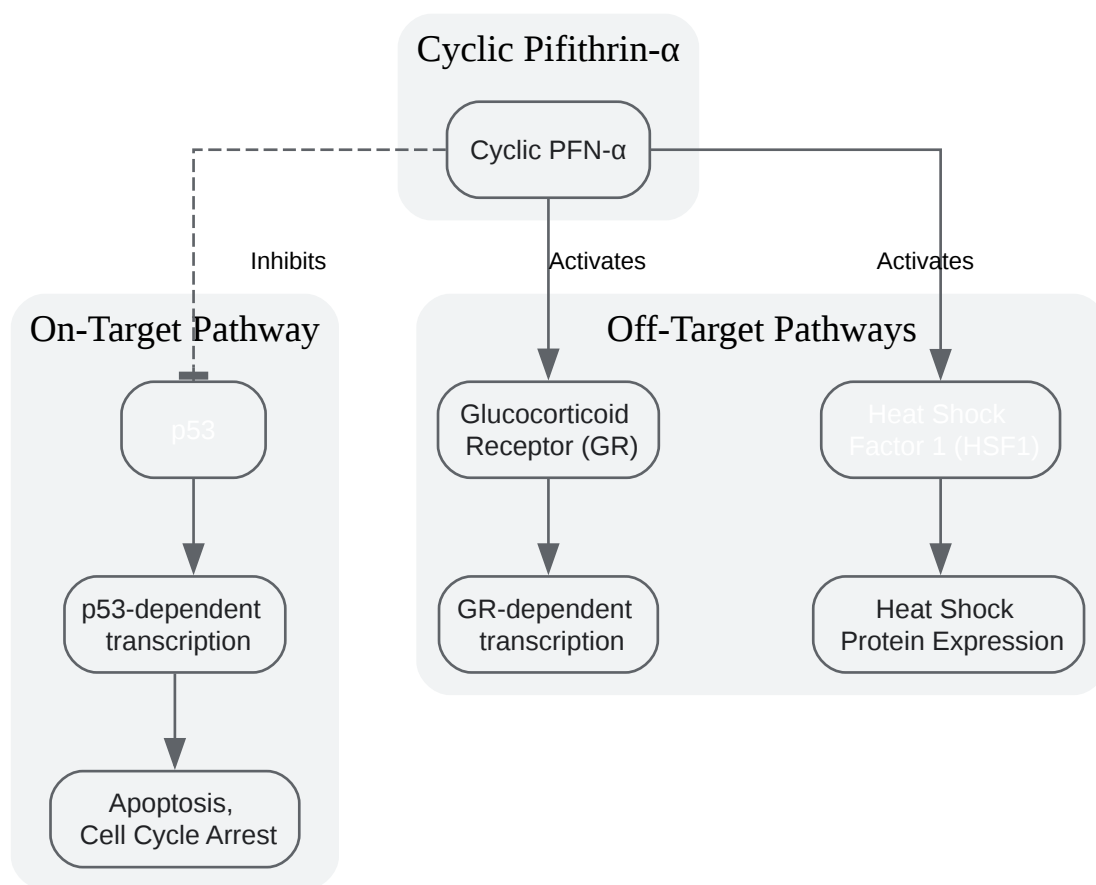 Cyclic Pifithrin-α
Cyclic PFN-α
Inhibits
Activates
Activates
On-Target Pathway
Off-Target Pathways
p53
Glucocorticoid
Receptor (GR)
Heat Shock
Factor 1 (HSF1)
p53-dependent
transcription
GR-dependent
transcription
Heat Shock
Protein Expression
Apoptosis,
Cell Cycle Arrest